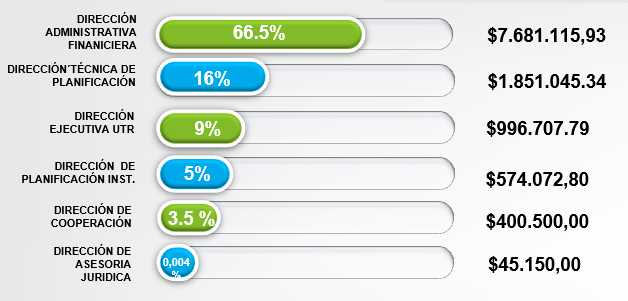 DIRECCIÓN
ADMINISTRATIVA
FINANCIERA
66.5%
$7.681.115,93
DIRECCIÓN´TÉCNICA DE
PLANIFICACIÓN
16%
$1.851.045.34
DIRECCIÓN
EJECUTIVA UTR
9%
$996.707.79
DIRECCIÓN DE
PLANIFICACIÓN INST.
5%
$574.072,80
DIRECCIÓN DE
COOPERACIÓN
3.5 %
$400.500,00
DIRECCIÓN DE
ASESORIA
JURIDICA
0,004
%
$45.150,00